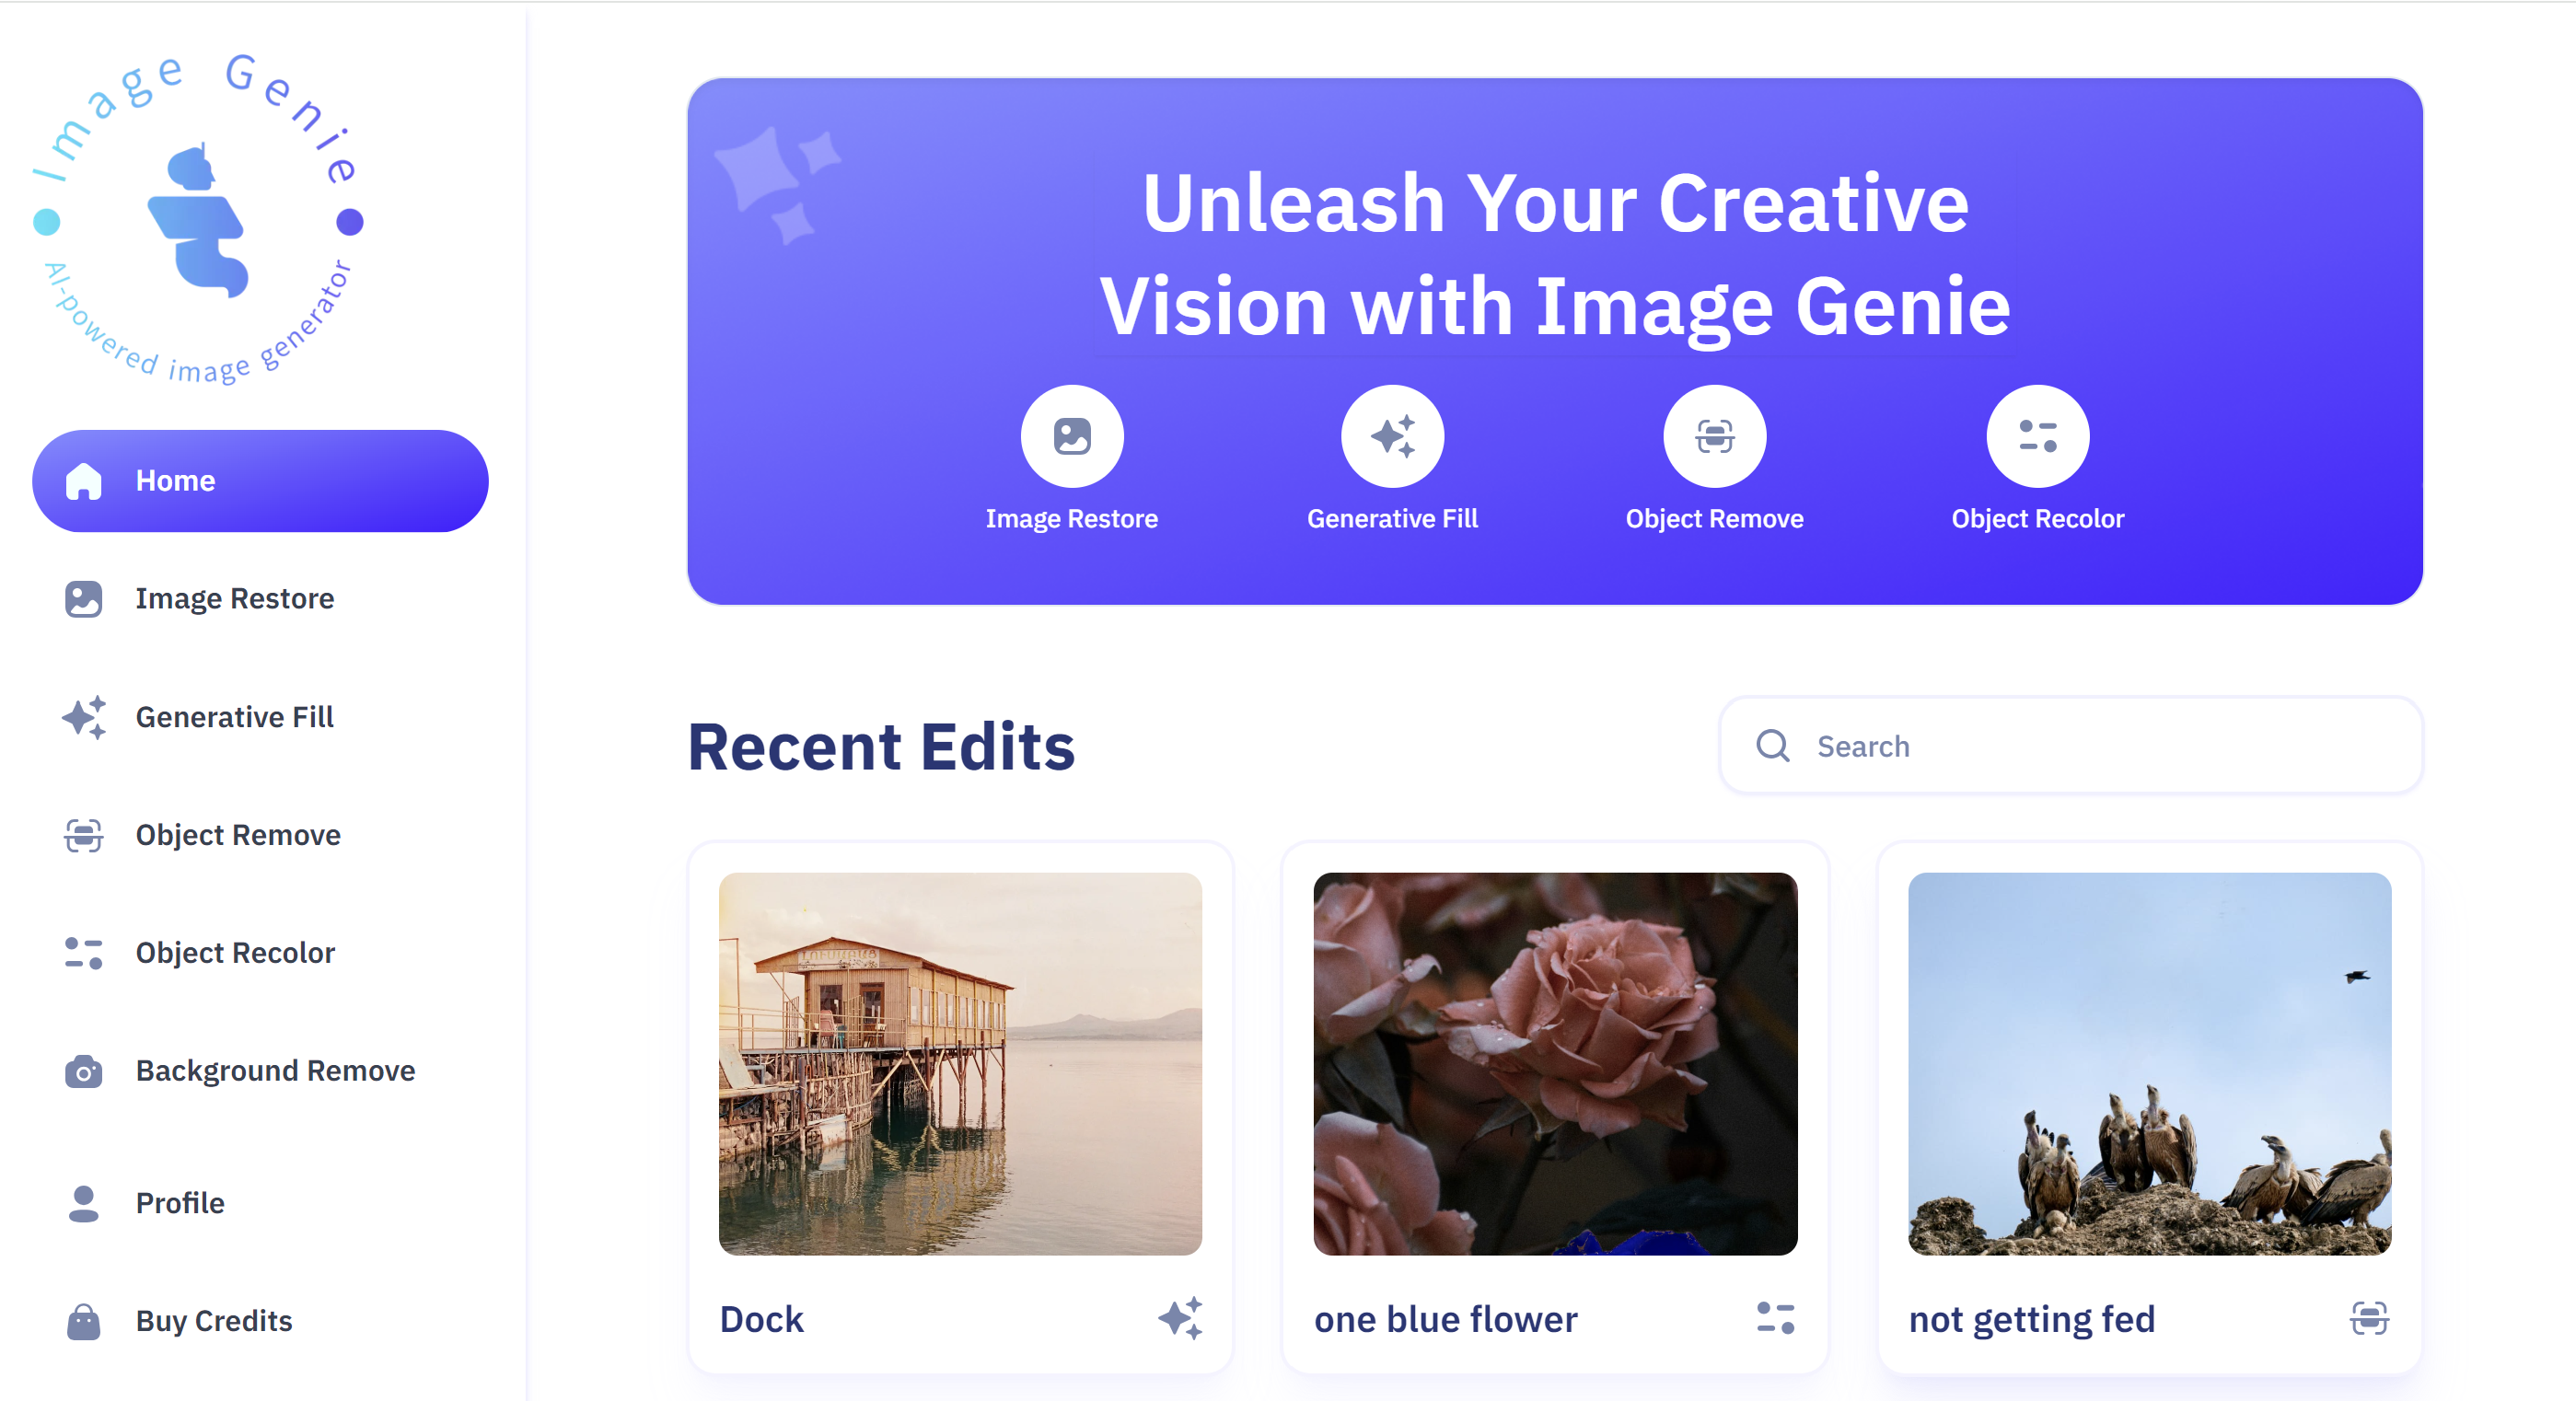 Image Genie
AI-powered image generator
Home
Image Restore
Generative Fill
Object Remove
Object Recolor
Background Remove
Profile
Buy Credits
Unleash Your Creative
Vision with Image Genie
Image Restore
Generative Fill
Object Remove
Object Recolor
Recent Edits
Search
Dock
one blue flower
not getting fed